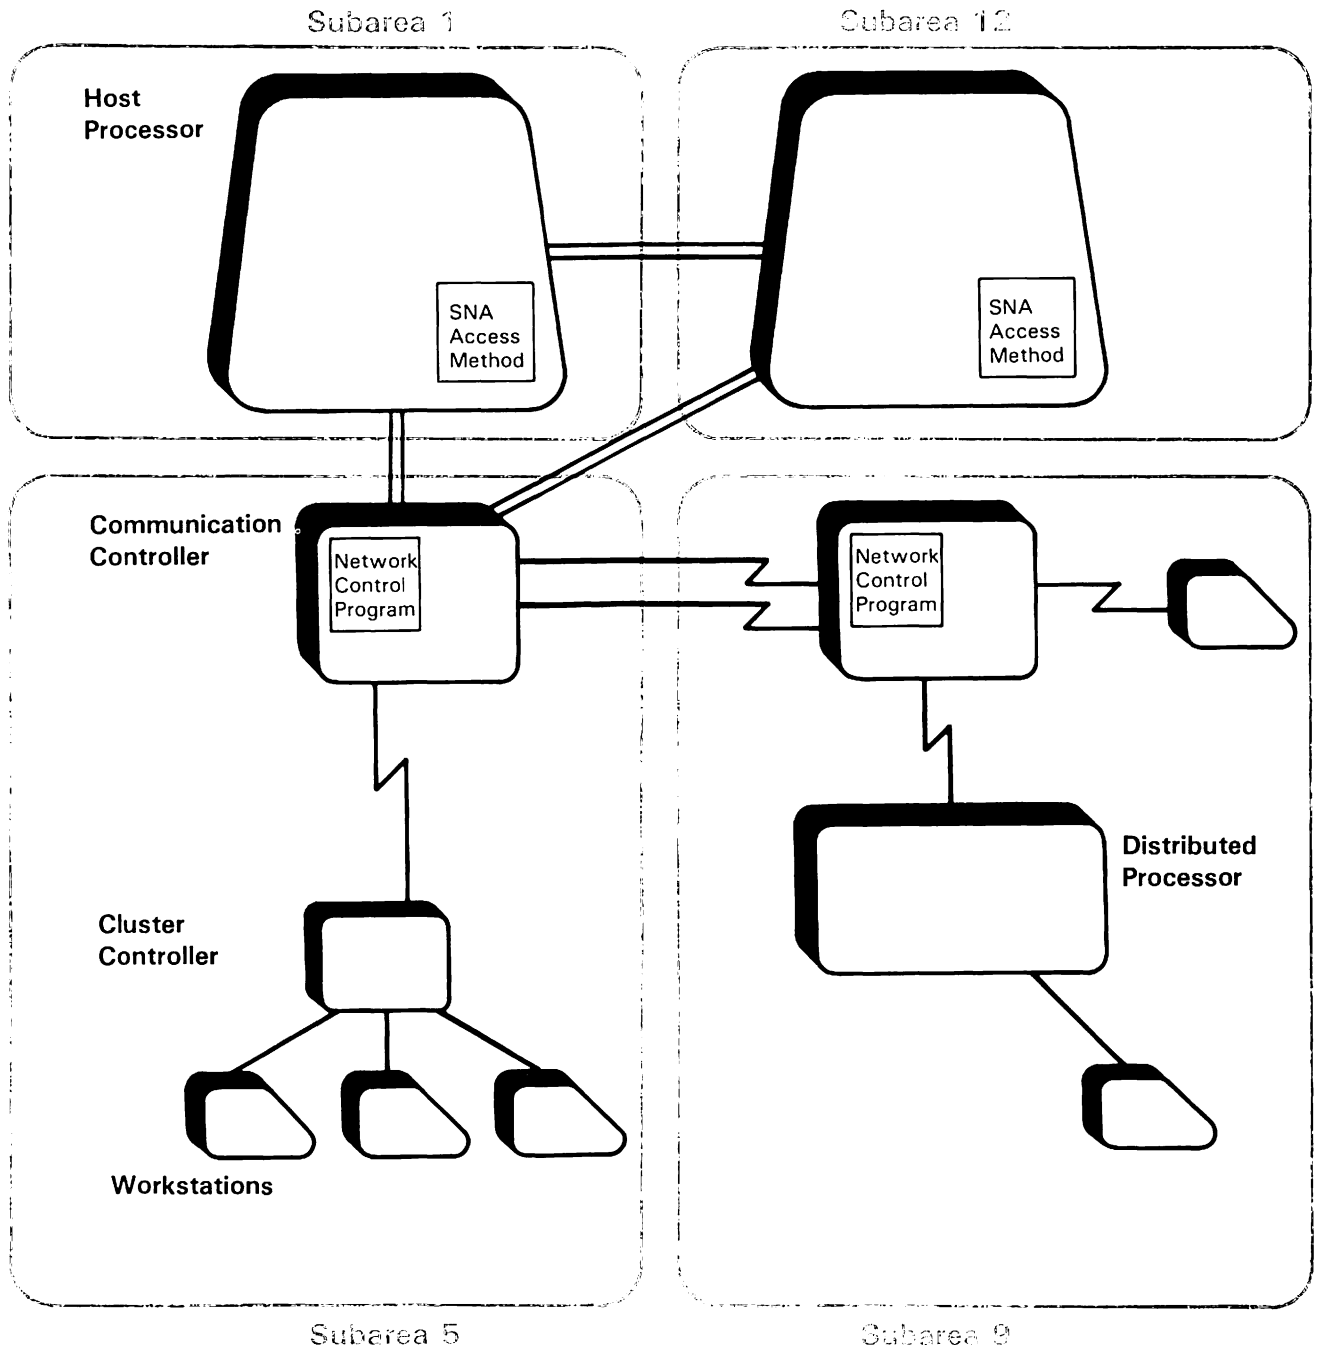 Subarea 1
Subarea 12
Host
Processor
SNA
Access
Method
SNA
Access
Method
Communication
Controller
Network
Control
Program
Network
Control
Program
Cluster
Controller
Distributed
Processor
Workstations
Subarea 5
Subarea 9